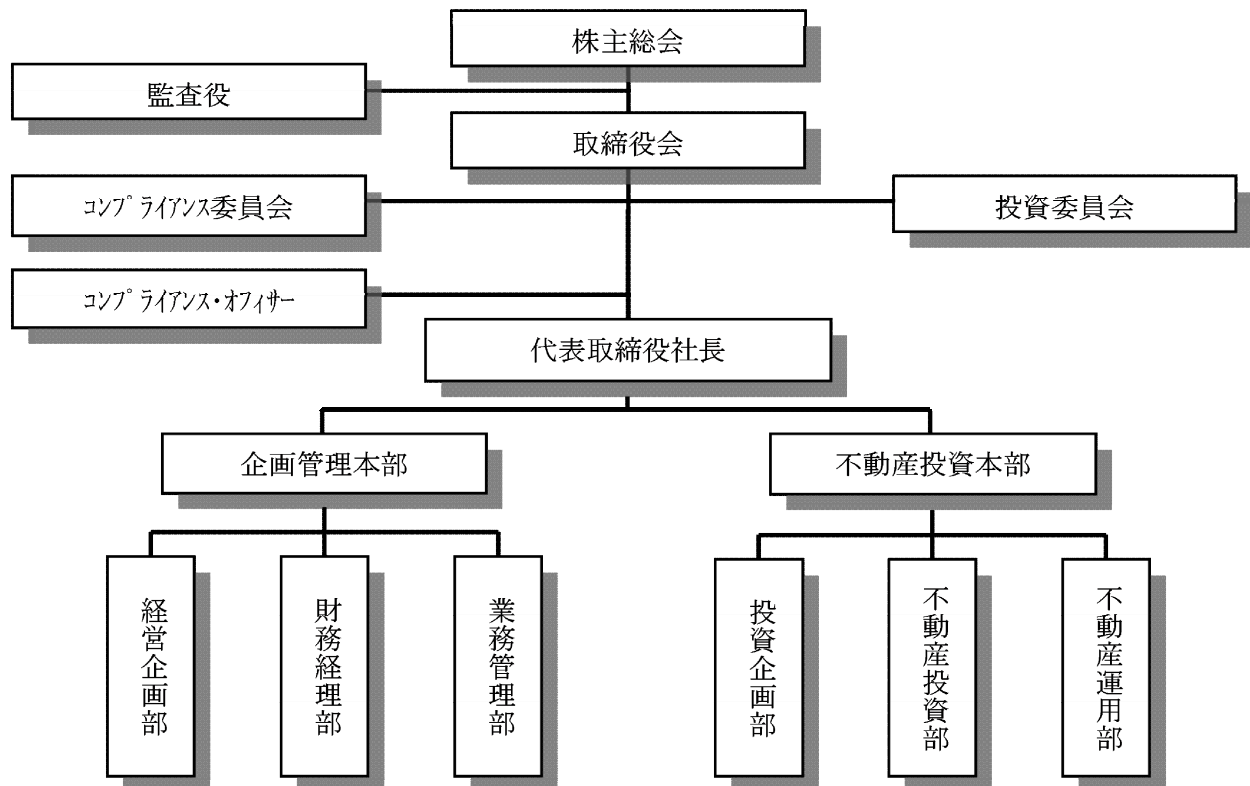 株主総会
監査役
取締役会
ｺﾝﾌﾟﾗｲｱﾝｽ委員会
投資委員会
ｺﾝﾌﾟﾗｲｱﾝｽ・ｵﾌｨｻｰ
代表取締役社長
企画管理本部
不動産投資本部
経営企画部
財務経理部
業務管理部
投資企画部
不動産投資部
不動産運用部